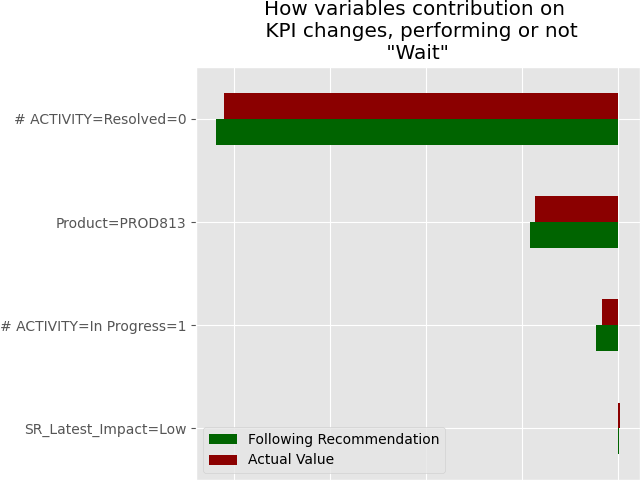 How variables contribution on
KPI changes, performing or not
"Wait"
# ACTIVITY=Resolved=0
Product=PROD813
# ACTIVITY=In Progress=1
SR_Latest_Impact=Low
Following Recommendation
Actual Value